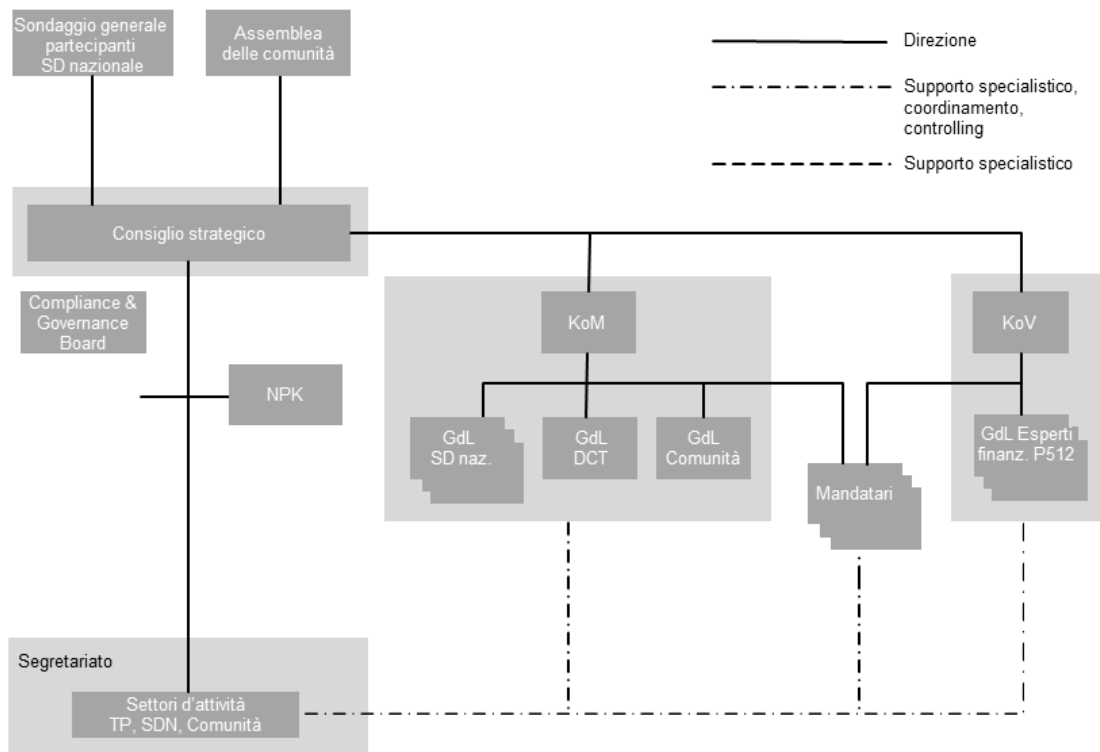 Sondaggio generale
partecipanti
SD nazionale
Assemblea
delle comunità
Direzione
Supporto specialistico,
coordinamento,
controlling
Supporto specialistico
Consiglio strategico
Compliance &
Governance
Board
KoM
KoV
NPK
GdL
SD naz.
GdL
DCT
GdL
Comunità
GdL Esperti
finanz. P512
Mandatari
Segretariato
Settori d'attività
TP, SDN, Comunità